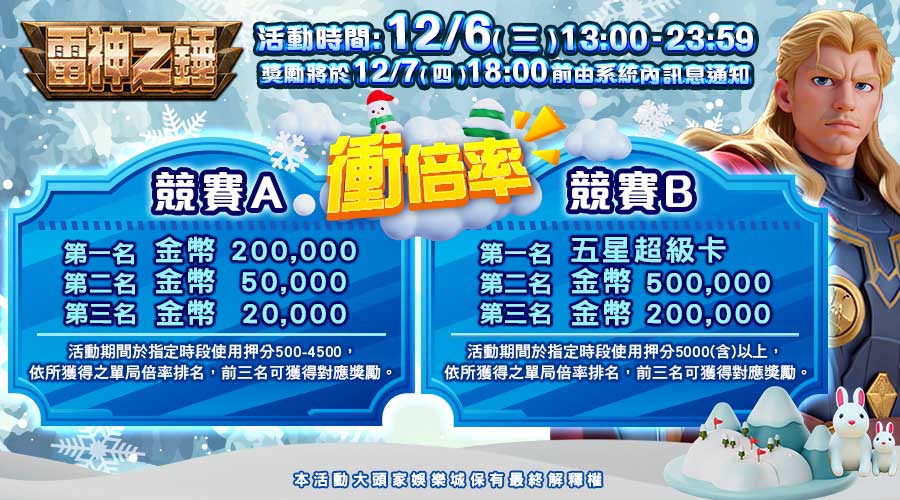 雷神之錘
活動時間:12/6(三)13:00-23:59
獎勵將於12/7(四)18:00前由系統內訊息通知
衝倍率
競賽A
第一名 金幣 200,000
第二名 金幣 50,000
第三名 金幣 20,000
活動期間於指定時段使用押分500-4500，
依所獲得之單局倍率排名，前三名可獲得對應獎勵。
競賽B
第一名 五星超級卡
第二名 金幣 500,000
第三名 金幣 200,000
活動期間於指定時段使用押分5000(含)以上，
依所獲得之單局倍率排名，前三名可獲得對應獎勵。
本活動大頭家娛樂城保有最終解釋權